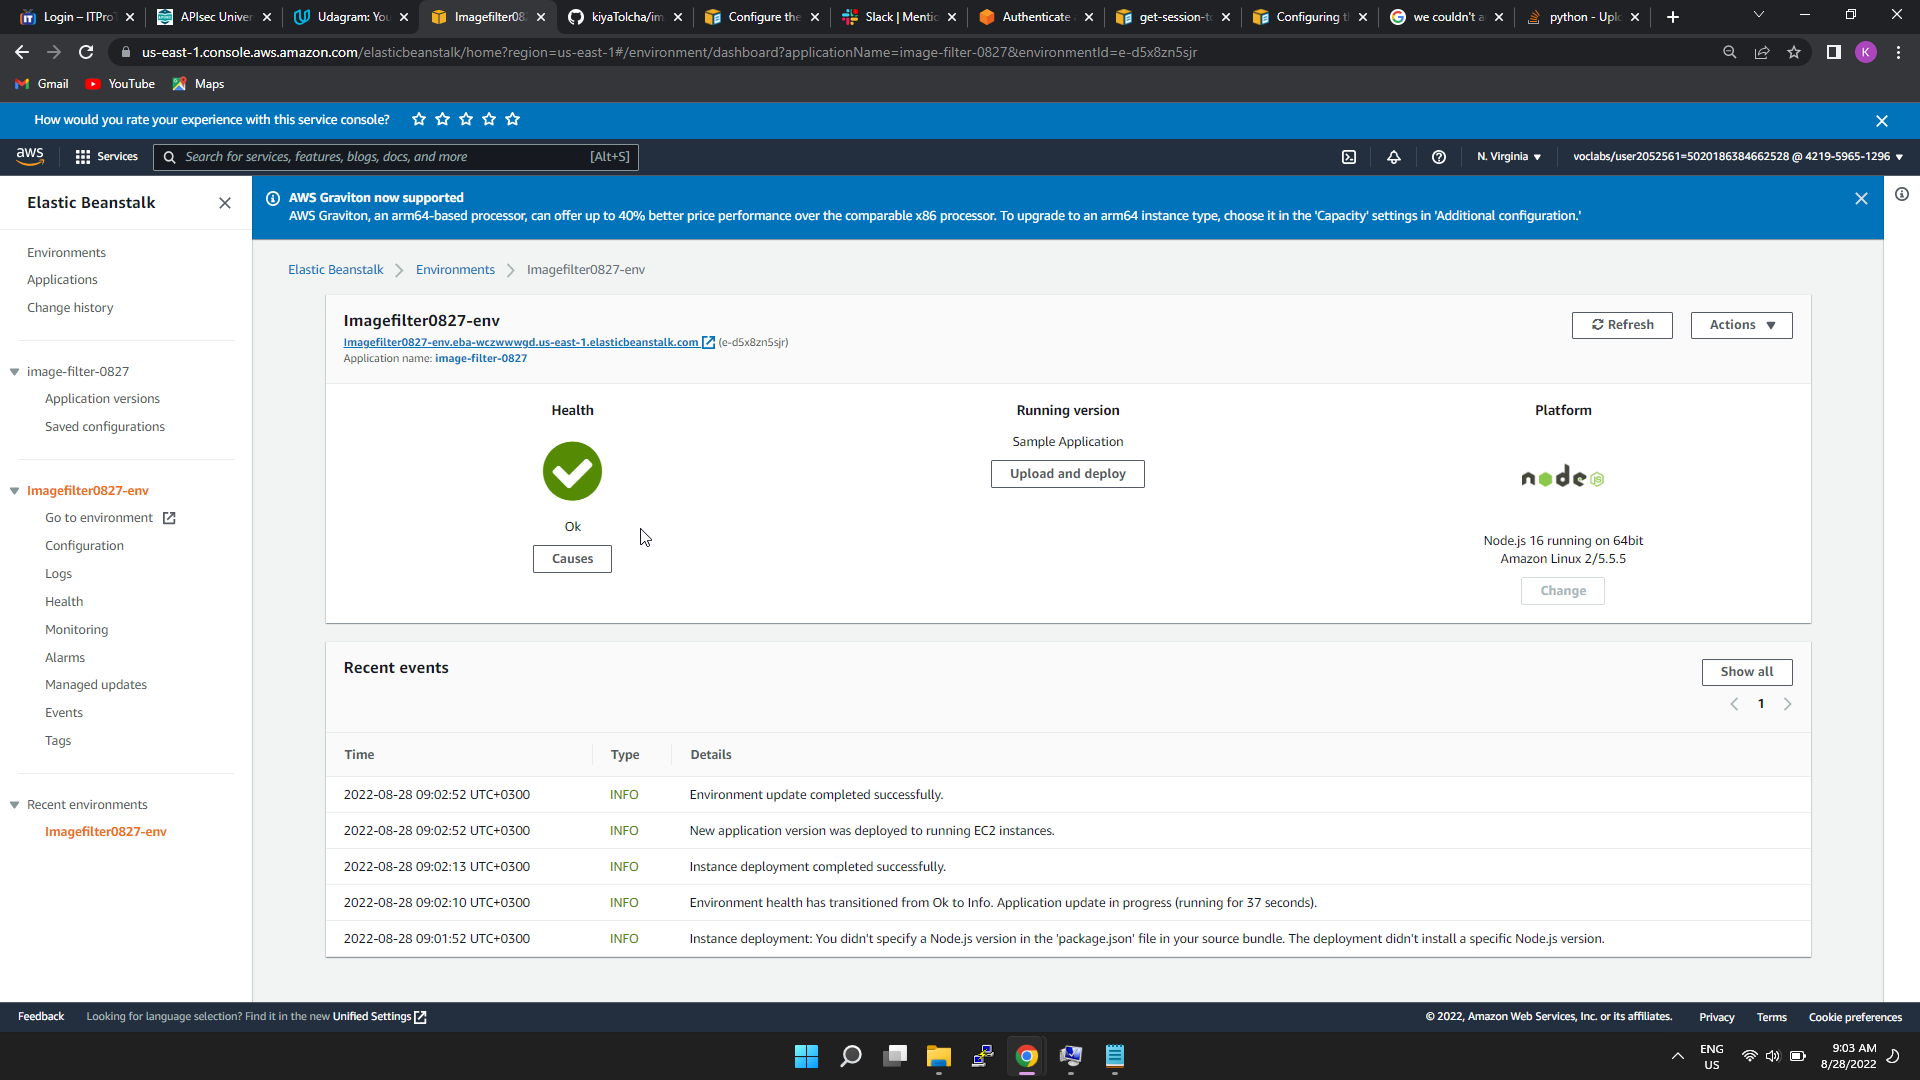 Login – ITProT
APIsec Univer
Udagram: You
Imagefilter08
kiyaTolcha/im
Configure the
Slack | Mentio
Authenticate
get-session-to
Configuring t
we couldn't a
python - Uplo
us-east-1.console.aws.amazon.com/elasticbeanstalk/home?region=us-east-1#/environment/dashboard?applicationName=image-filter-0827&environmentId=e-d5x8zn5sjr
K
Gmail
YouTube
Maps
How would you rate your experience with this service console?
aws
Services
Search for services, features, blogs, docs, and more
[Alt+S]
N. Virginia
voclabs/user2052561=5020186384662528 @ 4219-5965-1296
Elastic Beanstalk
Environments
Applications
Change history
image-filter-0827
Application versions
Saved configurations
Imagefilter0827-env
Go to environment
Configuration
Logs
Health
Monitoring
Alarms
Managed updates
Events
Tags
Recent environments
Imagefilter0827-env
AWS Graviton now supported
AWS Graviton, an arm64-based processor, can offer up to 40% better price performance over the comparable x86 processor. To upgrade to an arm64 instance type, choose it in the 'Capacity' settings in 'Additional configuration.'
Elastic Beanstalk
Environments
Imagefilter0827-env
Imagefilter0827-env
Imagefilter0827-env.eba-wczwwwgd.us-east-1.elasticbeanstalk.com (e-d5x8zn5sjr)
Application name: image-filter-0827
Refresh
Actions
Health
Ok
Causes
Running version
Sample Application
Upload and deploy
Platform
node JS
Node.js 16 running on 64bit
Amazon Linux 2/5.5.5
Change
Recent events
Show all
1
Time Type Details
2022-08-28 09:02:52 UTC+0300 INFO Environment update completed successfully.
2022-08-28 09:02:52 UTC+0300 INFO New application version was deployed to running EC2 instances.
2022-08-28 09:02:13 UTC+0300 INFO Instance deployment completed successfully.
2022-08-28 09:02:10 UTC+0300 INFO Environment health has transitioned from Ok to Info. Application update in progress (running for 37 seconds).
2022-08-28 09:01:52 UTC+0300 INFO Instance deployment: You didn't specify a Node.js version in the 'package.json' file in your source bundle. The deployment didn't install a specific Node.js version.
Feedback
Looking for language selection? Find it in the new Unified Settings
© 2022, Amazon Web Services, Inc. or its affiliates.
Privacy
Terms
Cookie preferences
ENG
US
9:03 AM
8/28/2022